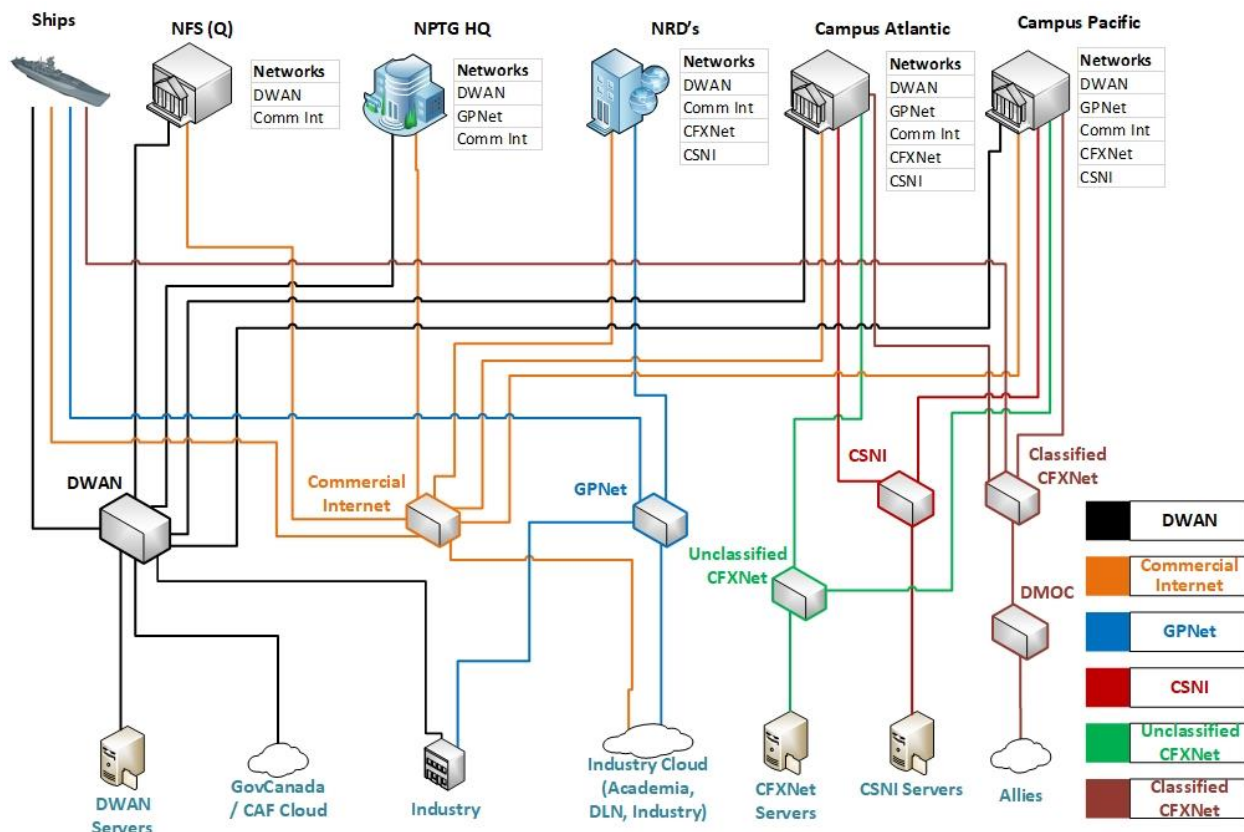 Ships
NFS (Q)
NPTG HQ
NRD's
Campus Atlantic
Campus Pacific
Networks
DWAN
Comm Int
Networks
DWAN
GPNet
Comm Int
Networks
DWAN
Comm Int
CFXNet
CSNI
Networks
DWAN
GPNet
Comm Int
CFXNet
CSNI
Networks
DWAN
GPNet
Comm Int
CFXNet
CSNI
DWAN
Commercial
Internet
GPNet
CSNI
Classified
CFXNet
Unclassified
CFXNet
DMOC
DWAN
Servers
GovCanada
/ CAF Cloud
Industry
Industry Cloud
(Academia,
DLN, Industry)
CFXNet
Servers
CSNI Servers
Allies
DWAN
Commercial
Internet
GPNet
CSNI
Unclassified
CFXNet
Classified
CFXNet